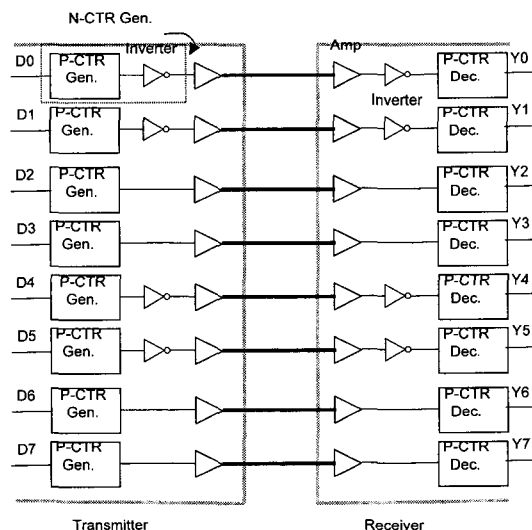 N-CTR Gen.
Inverter
Amp
D0
P-CTR
Gen.
P-CTR
Dec.
Y0
Inverter
D1
P-CTR
Gen.
P-CTR
Dec.
Y1
D2
P-CTR
Gen.
P-CTR
Dec.
Y2
D3
P-CTR
Gen.
P-CTR
Dec.
Y3
D4
P-CTR
Gen.
P-CTR
Dec.
Y4
D5
P-CTR
Gen.
P-CTR
Dec.
Y5
D6
P-CTR
Gen.
P-CTR
Dec.
Y6
D7
P-CTR
Gen.
P-CTR
Dec.
Y7
Transmitter
Receiver